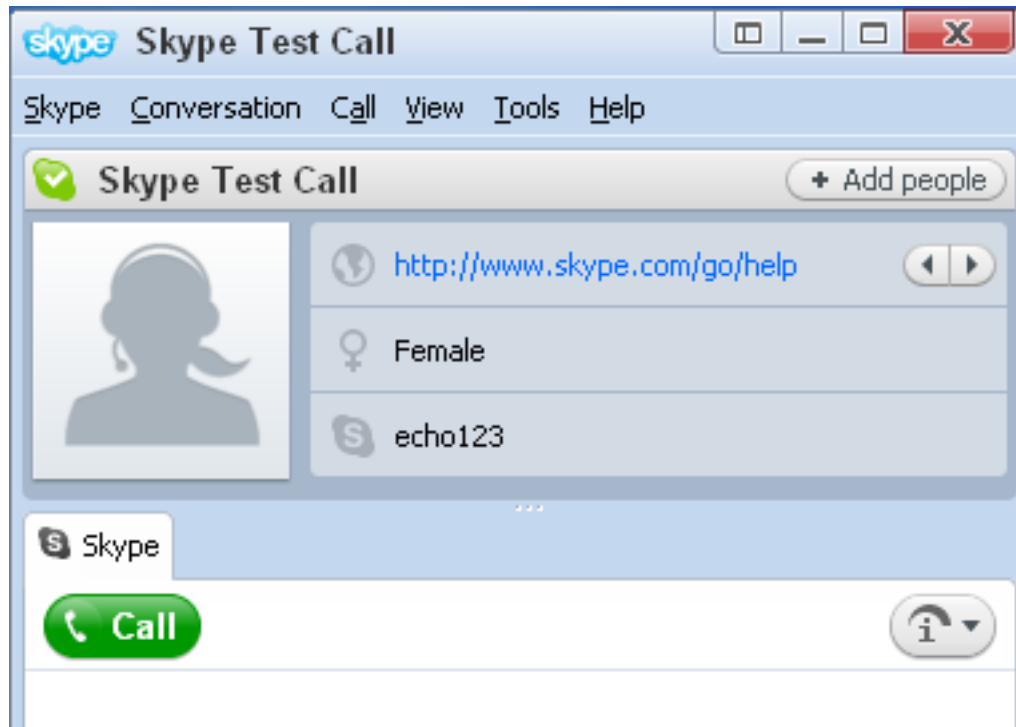 skype Skype Test Call
Skype Conversation Call View Tools Help
Skype Test Call + Add people
http://www.skype.com/go/help
Female
echo123
Skype
Call